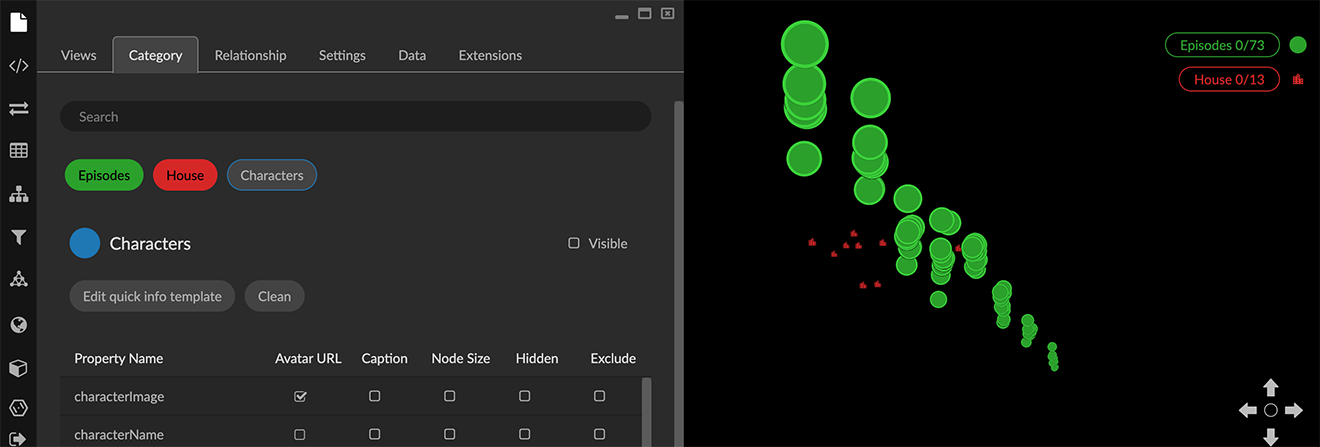 Views Category Relationship Settings Data Extensions
Search
Episodes House Characters
Characters Visible
Edit quick info template Clean
Property Name Avatar URL Caption Node Size Hidden Exclude
characterImage
characterName
Episodes 0/73
House 0/13